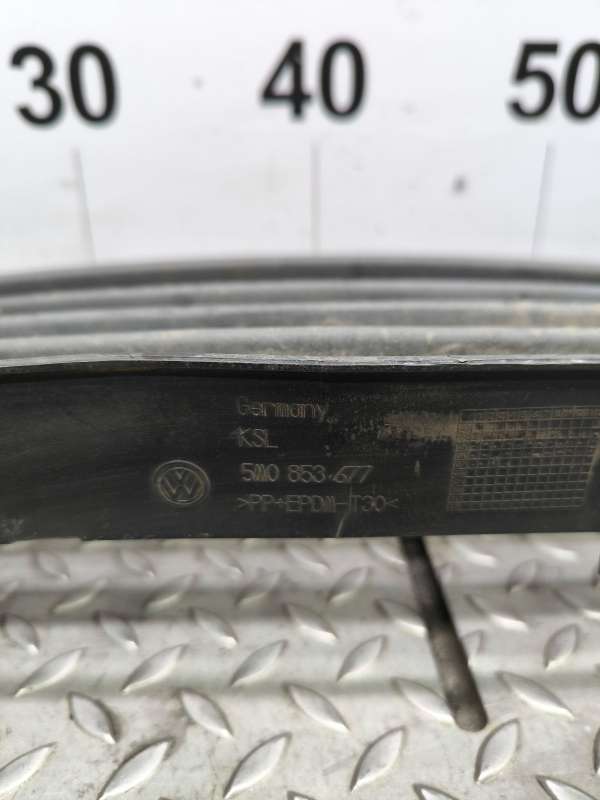 30 40 50
Germany
KSL
5M0 853 677
>PP+EPDM-T30<